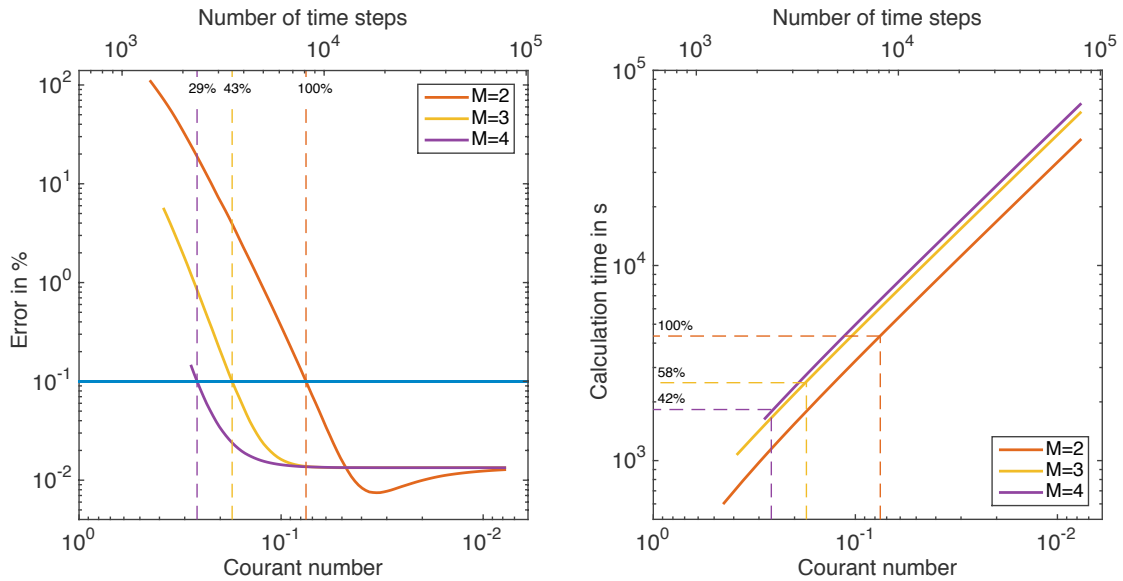 Number of time steps
10^3 10^4 10^5
29% 43% 100%
10^2
10^1
10^0
10^-1
10^-2
Error in %
M=2
M=3
M=4
10^0 10^-1 10^-2
Courant number
Number of time steps
10^3 10^4 10^5
10^5
10^4
10^3
Calculation time in s
100%
58%
42%
M=2
M=3
M=4
10^0 10^-1 10^-2
Courant number